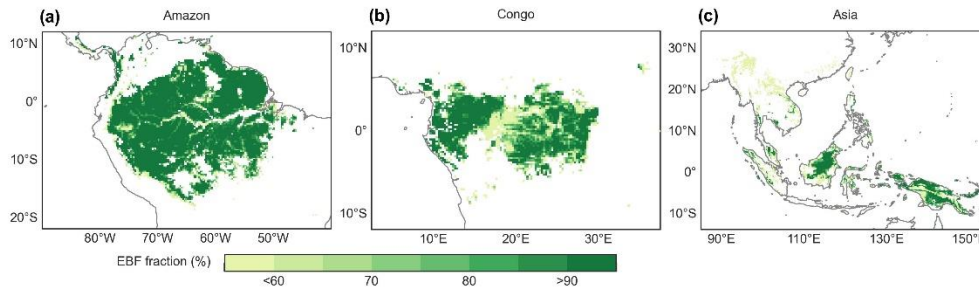 (a) Amazon
(b) Congo
(c) Asia
10°N
0°
10°S
20°S
80°W 70°W 60°W 50°W
10°N
0°
10°S
10°E 20°E 30°E
30°N
20°N
10°N
0°
10°S
90°E 110°E 130°E 150°
EBF fraction (%)
<60 70 80 >90